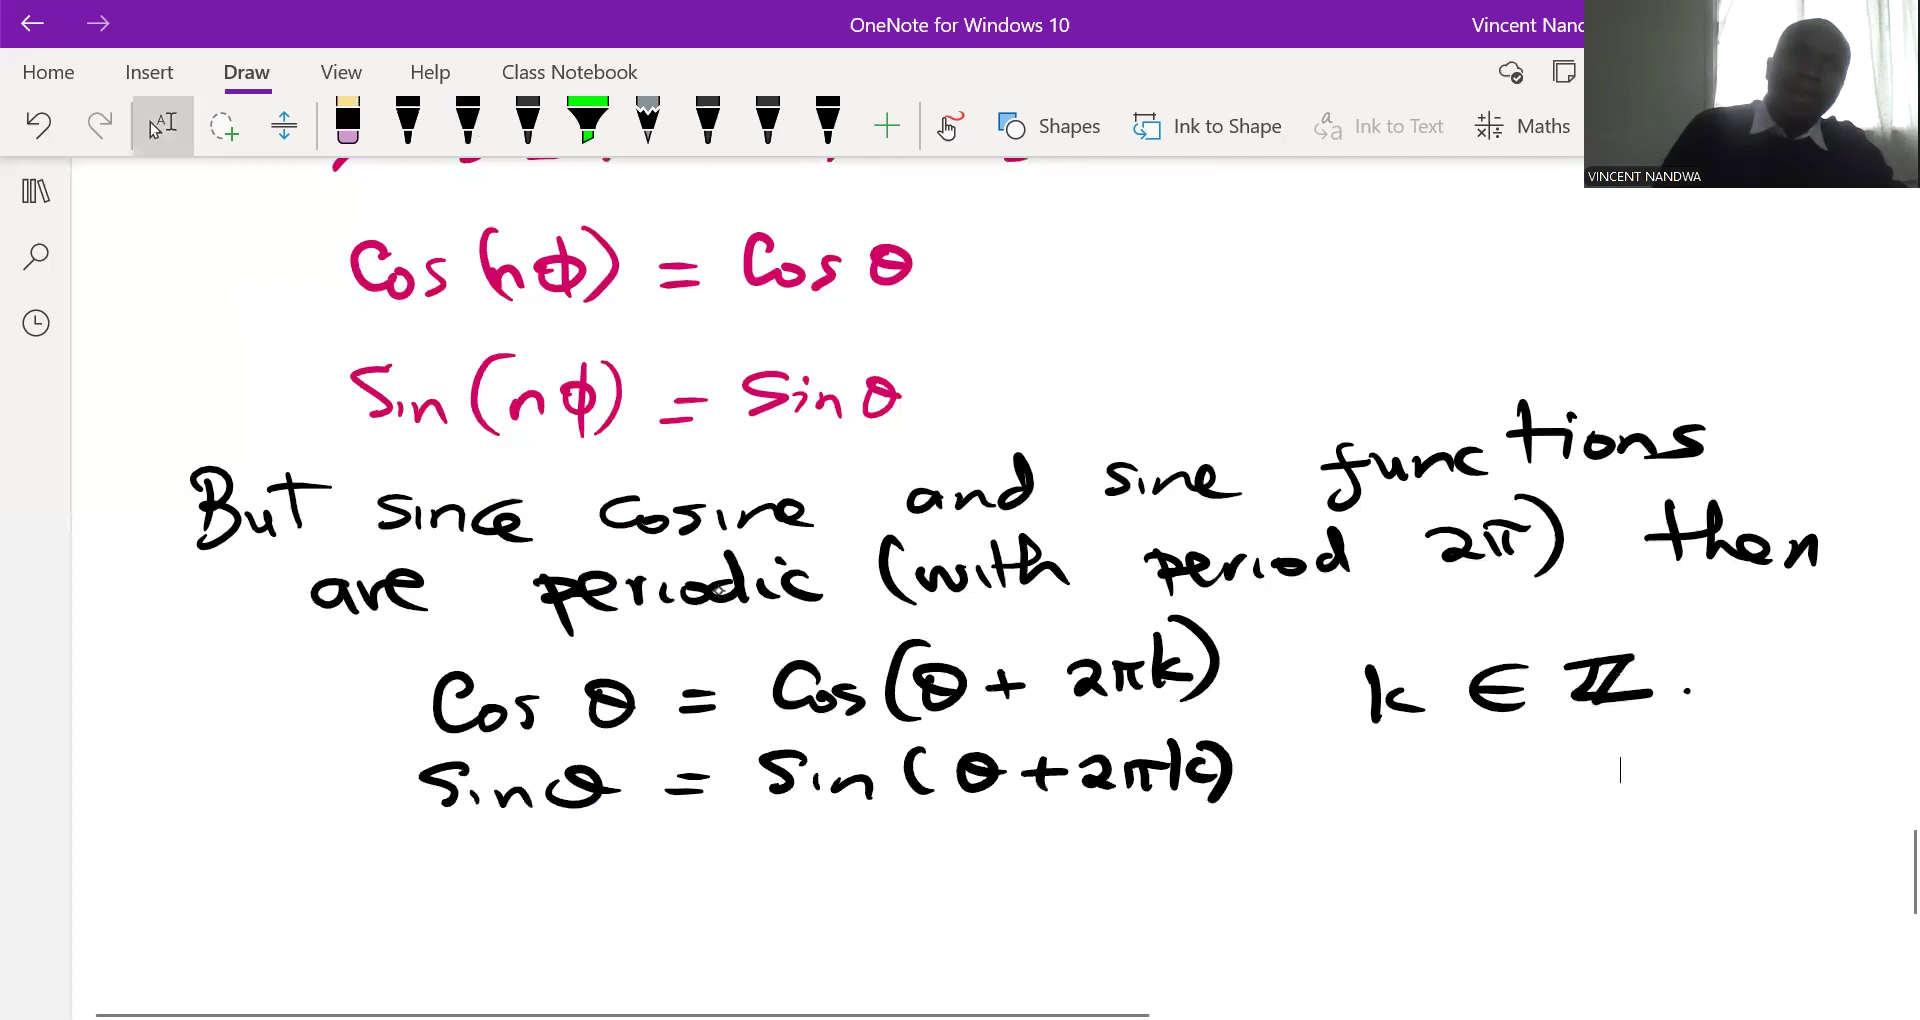 OneNote for Windows 10
Vincent Nand
Home Insert Draw View Help Class Notebook
Shapes Ink to Shape Ink to Text Maths
VINCENT NANDWA
Cos (nφ) = Cos θ
Sin (nφ) = Sin θ
But since cosine and sine functions
are periodic (with period 2π) then
Cos θ = Cos (θ + 2πk) k ∈ ℤ.
Sin θ = Sin (θ + 2πk)